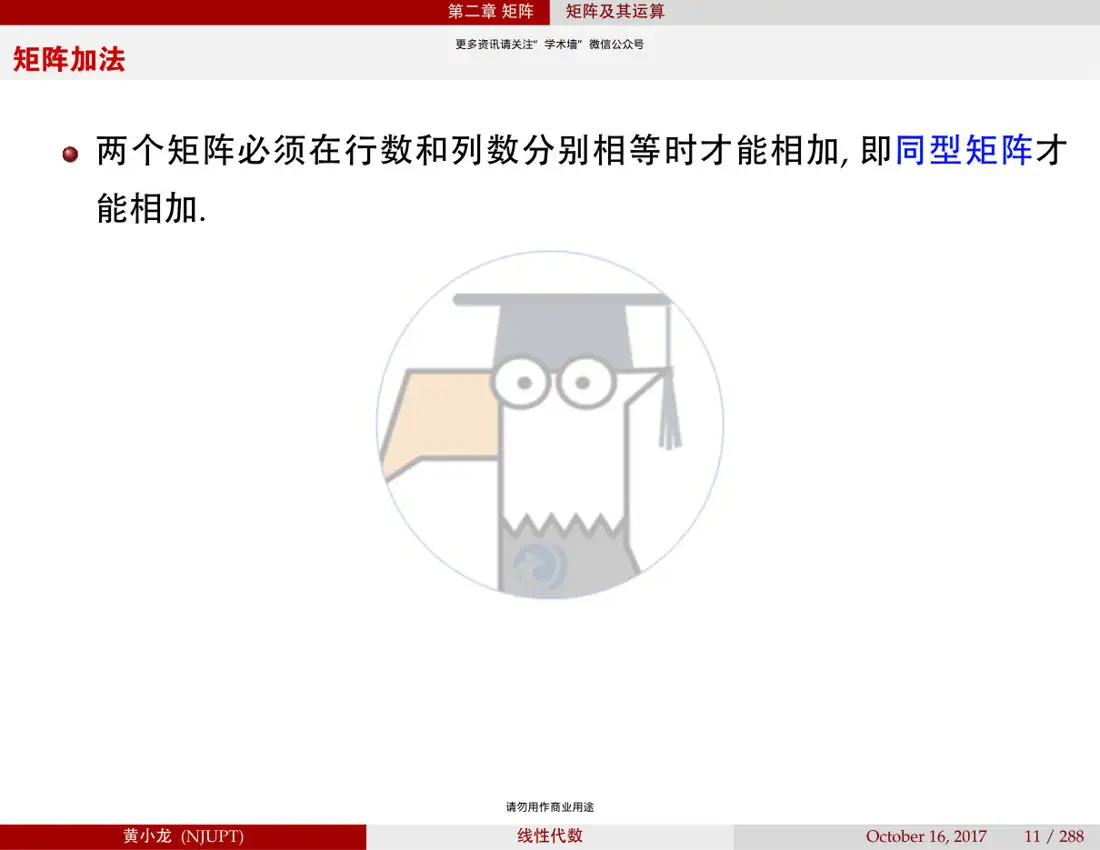 第二章 矩阵 矩阵及其运算
更多资讯请关注“学术墙”微信公众号
矩阵加法
两个矩阵必须在行数和列数分别相等时才能相加, 即同型矩阵才
能相加.
请勿用作商业用途
黄小龙 (NJUPT) 线性代数 October 16, 2017 11 / 288